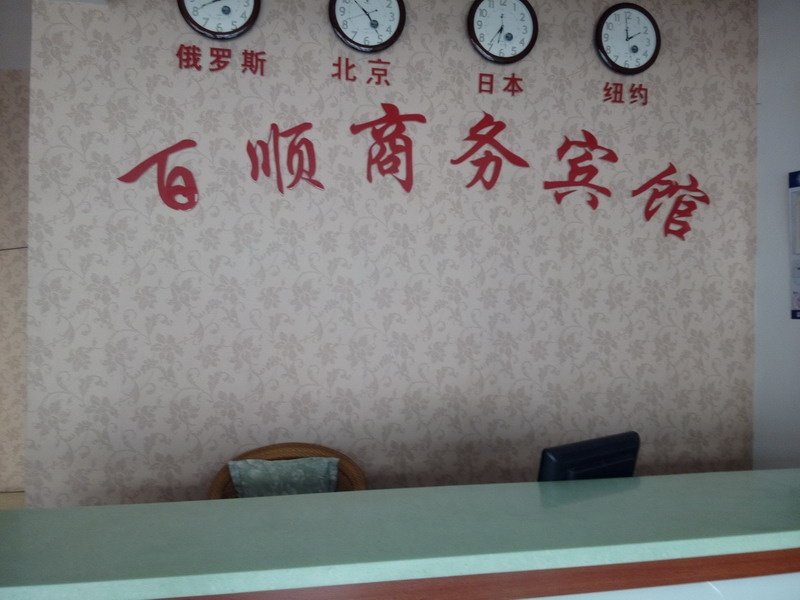 俄罗斯 北京 日本 纽约
百顺商务宾馆